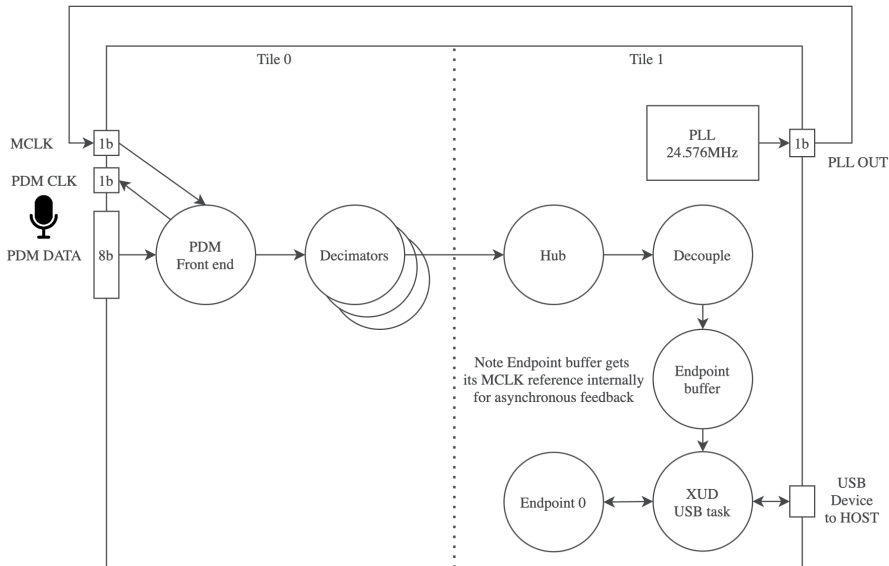 Tile 0
Tile 1
MCLK
1b
PLL
24.576MHz
1b
PLL OUT
PDM CLK
1b
PDM DATA
8b
PDM
Front end
Decimators
Hub
Decouple
Note Endpoint buffer gets
its MCLK reference internally
for asynchronous feedback
Endpoint
buffer
Endpoint 0
XUD
USB task
USB
Device
to HOST